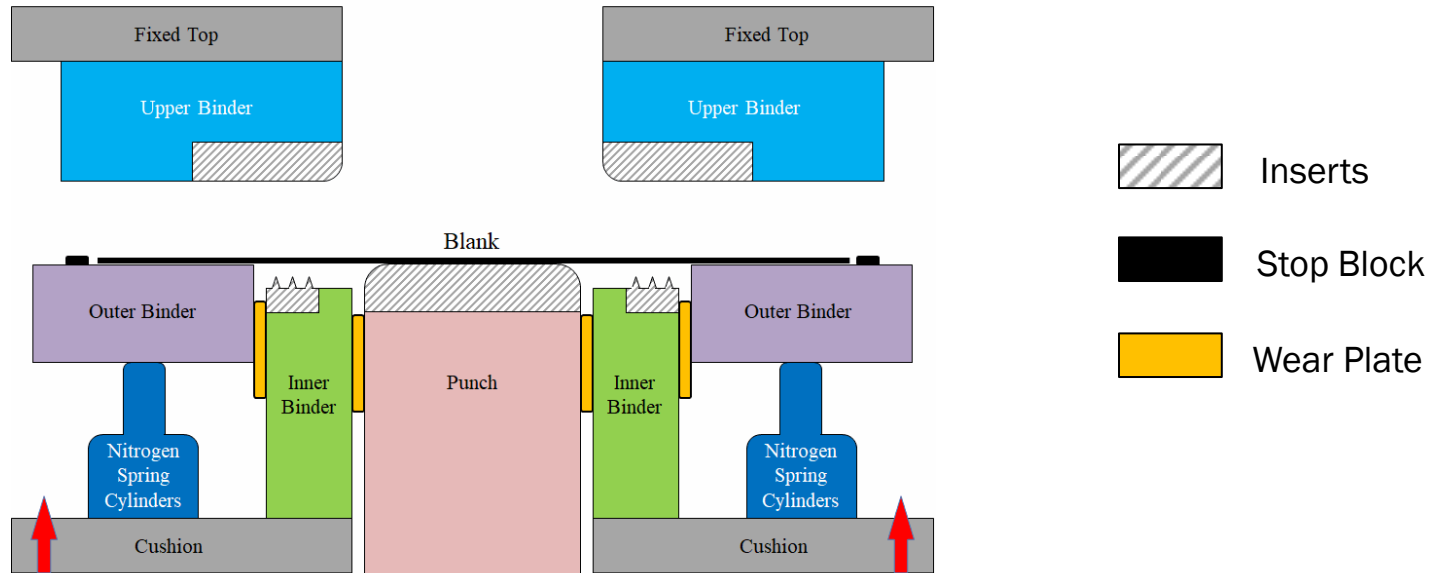 Fixed Top
Fixed Top
Upper Binder
Upper Binder
Inserts
Blank
Stop Block
Outer Binder
Outer Binder
Wear Plate
Inner
Binder
Punch
Inner
Binder
Nitrogen
Spring
Cylinders
Nitrogen
Spring
Cylinders
Cushion
Cushion